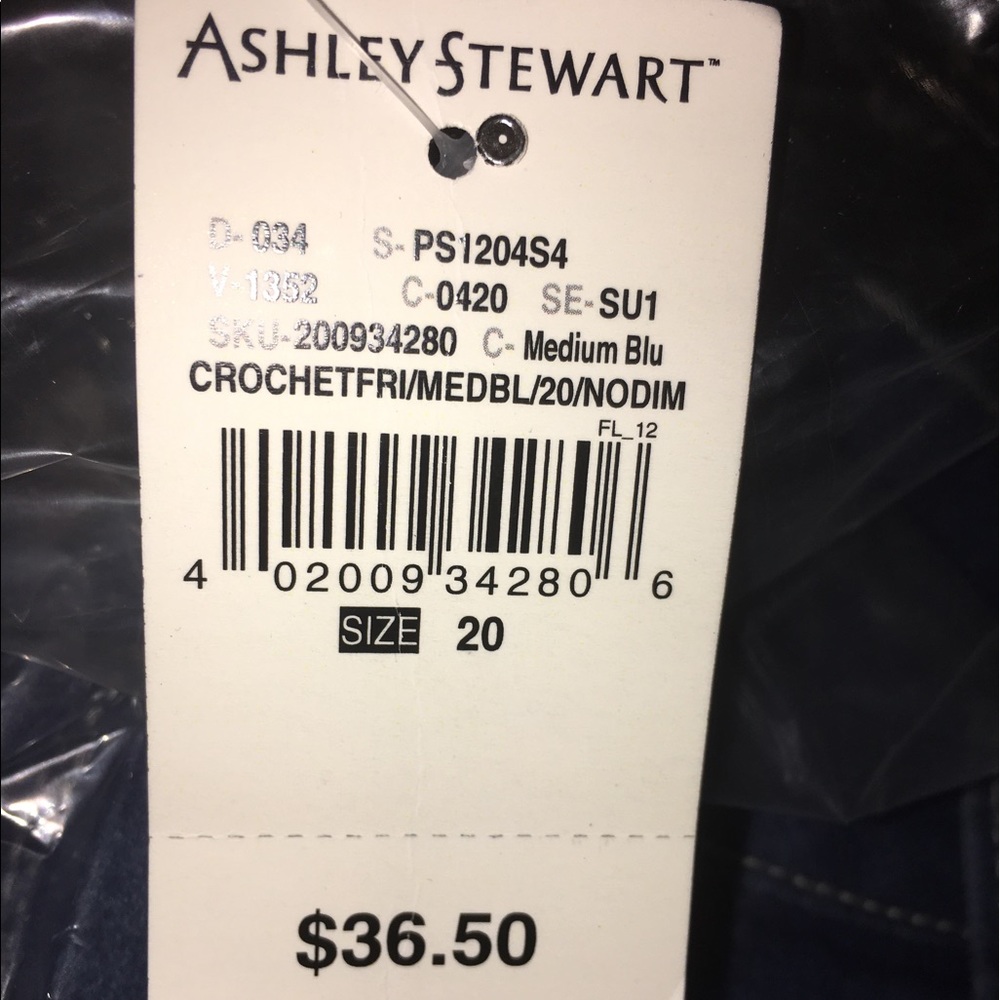 ASHLEY STEWART™
D- 034 S- PS1204S4
V-1352 C-0420 SE- SU1
SKU-200934280 C- Medium Blu
CROCHETFRI/MEDBL/20/NODIM
FL_12
4 02009 34280 6
SIZE 20
$36.50